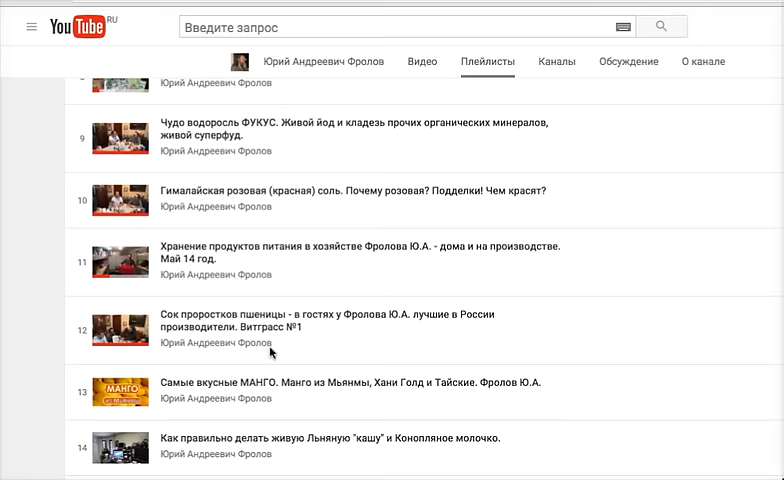 YouTube RU
Введите запрос
Юрий Андреевич Фролов Видео Плейлисты Каналы Обсуждение О канале
Юрий Андреевич Фролов
9
Чудо водоросль ФУКУС. Живой йод и кладезь прочих органических минералов,
живой суперфуд.
Юрий Андреевич Фролов
10
Гималайская розовая (красная) соль. Почему розовая? Подделки! Чем красят?
Юрий Андреевич Фролов
11
Хранение продуктов питания в хозяйстве Фролова Ю.А. - дома и на производстве.
Май 14 год.
Юрий Андреевич Фролов
12
Сок проростков пшеницы - в гостях у Фролова Ю.А. лучшие в России
производители. Витграсс №1
Юрий Андреевич Фролов
13
МАНГО
из Мьянмы
Самые вкусные МАНГО. Манго из Мьянмы, Хани Голд и Тайские. Фролов Ю.А.
Юрий Андреевич Фролов
14
Как правильно делать живую Льняную "кашу" и Конопляное молочко.
Юрий Андреевич Фролов